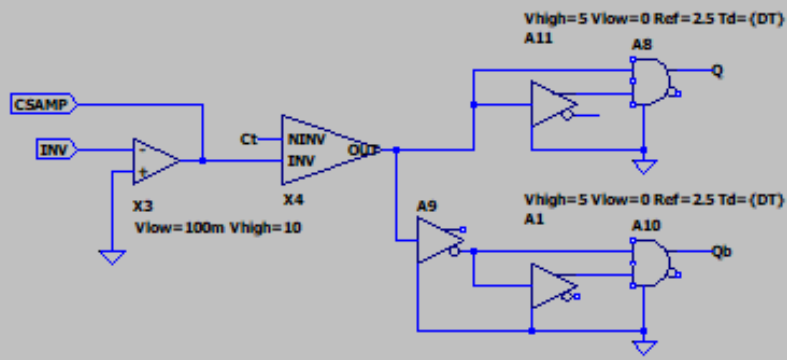 Vhigh=5 Vlow=0 Ref=2.5 Td={DT}
A11
A8
Q
CSAMP
INV
-
+
X3
Vlow=100m Vhigh=10
Ct
NINV
INV
OUT
X4
A9
Vhigh=5 Vlow=0 Ref=2.5 Td={DT}
A1
A10
Qb